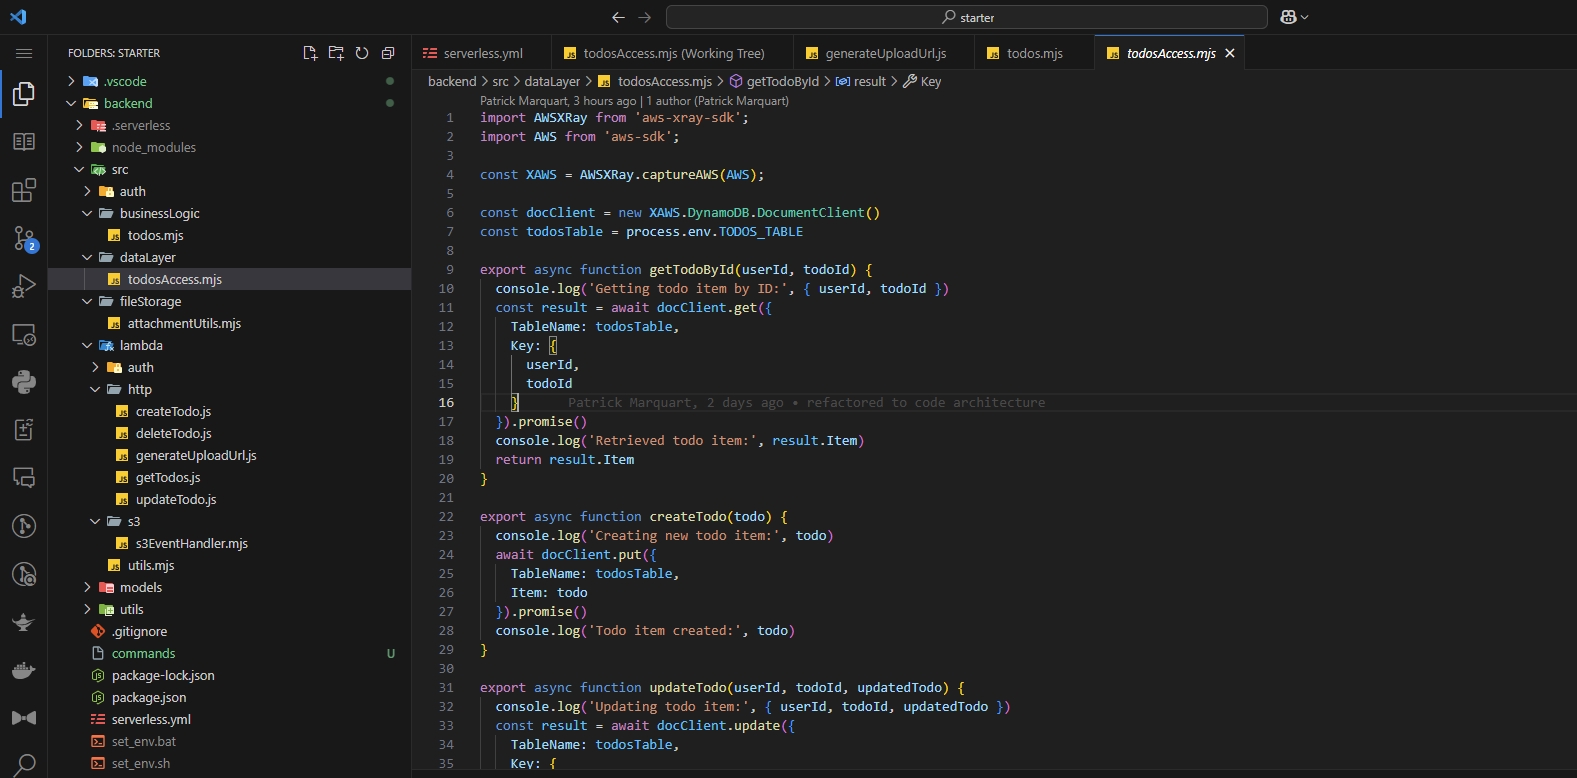 starter
FOLDERS: STARTER
.vscode
backend
.serverless
node_modules
src
auth
businessLogic
todos.mjs
dataLayer
todosAccess.mjs
fileStorage
attachmentUtils.mjs
lambda
auth
http
createTodo.js
deleteTodo.js
generateUploadUrl.js
getTodos.js
updateTodo.js
s3
s3EventHandler.mjs
utils.mjs
models
utils
.gitignore
commands U
package-lock.json
package.json
serverless.yml
set_env.bat
set_env.sh
2
serverless.yml todosAccess.mjs (Working Tree) generateUploadUrl.js todos.mjs todosAccess.mjs
backend > src > dataLayer > todosAccess.mjs > getTodoById > result > Key
Patrick Marquart, 3 hours ago | 1 author (Patrick Marquart)
1 import AWSXRay from 'aws-xray-sdk';
2 import AWS from 'aws-sdk';
3
4 const XAWS = AWSXRay.captureAWS(AWS);
5
6 const docClient = new XAWS.DynamoDB.DocumentClient()
7 const todosTable = process.env.TODOS_TABLE
8
9 export async function getTodoById(userId, todoId) {
10 console.log('Getting todo item by ID:', { userId, todoId })
11 const result = await docClient.get({
12 TableName: todosTable,
13 Key: {
14 userId,
15 todoId
16 } Patrick Marquart, 2 days ago • refactored to code architecture
17 }).promise()
18 console.log('Retrieved todo item:', result.Item)
19 return result.Item
20 }
21
22 export async function createTodo(todo) {
23 console.log('Creating new todo item:', todo)
24 await docClient.put({
25 TableName: todosTable,
26 Item: todo
27 }).promise()
28 console.log('Todo item created:', todo)
29 }
30
31 export async function updateTodo(userId, todoId, updatedTodo) {
32 console.log('Updating todo item:', { userId, todoId, updatedTodo })
33 const result = await docClient.update({
34 TableName: todosTable,
35 Key: {